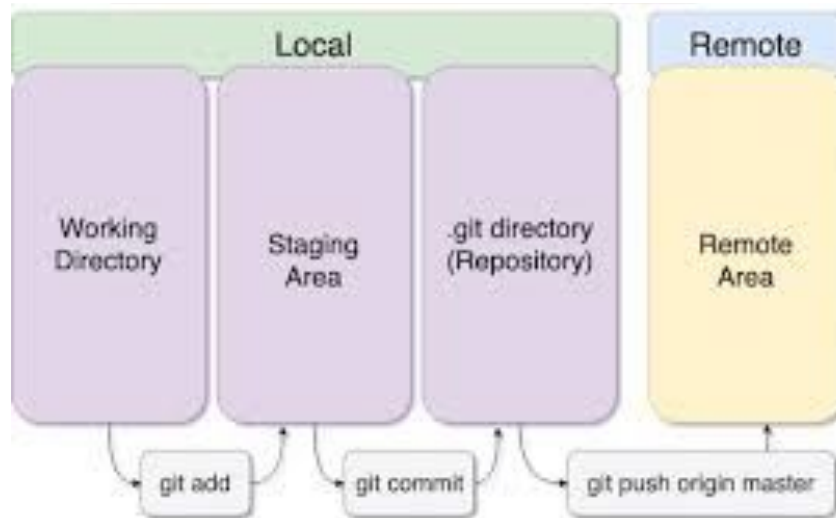 Local
Remote
Working
Directory
Staging
Area
.git directory
(Repository)
Remote
Area
git add
git commit
git push origin master